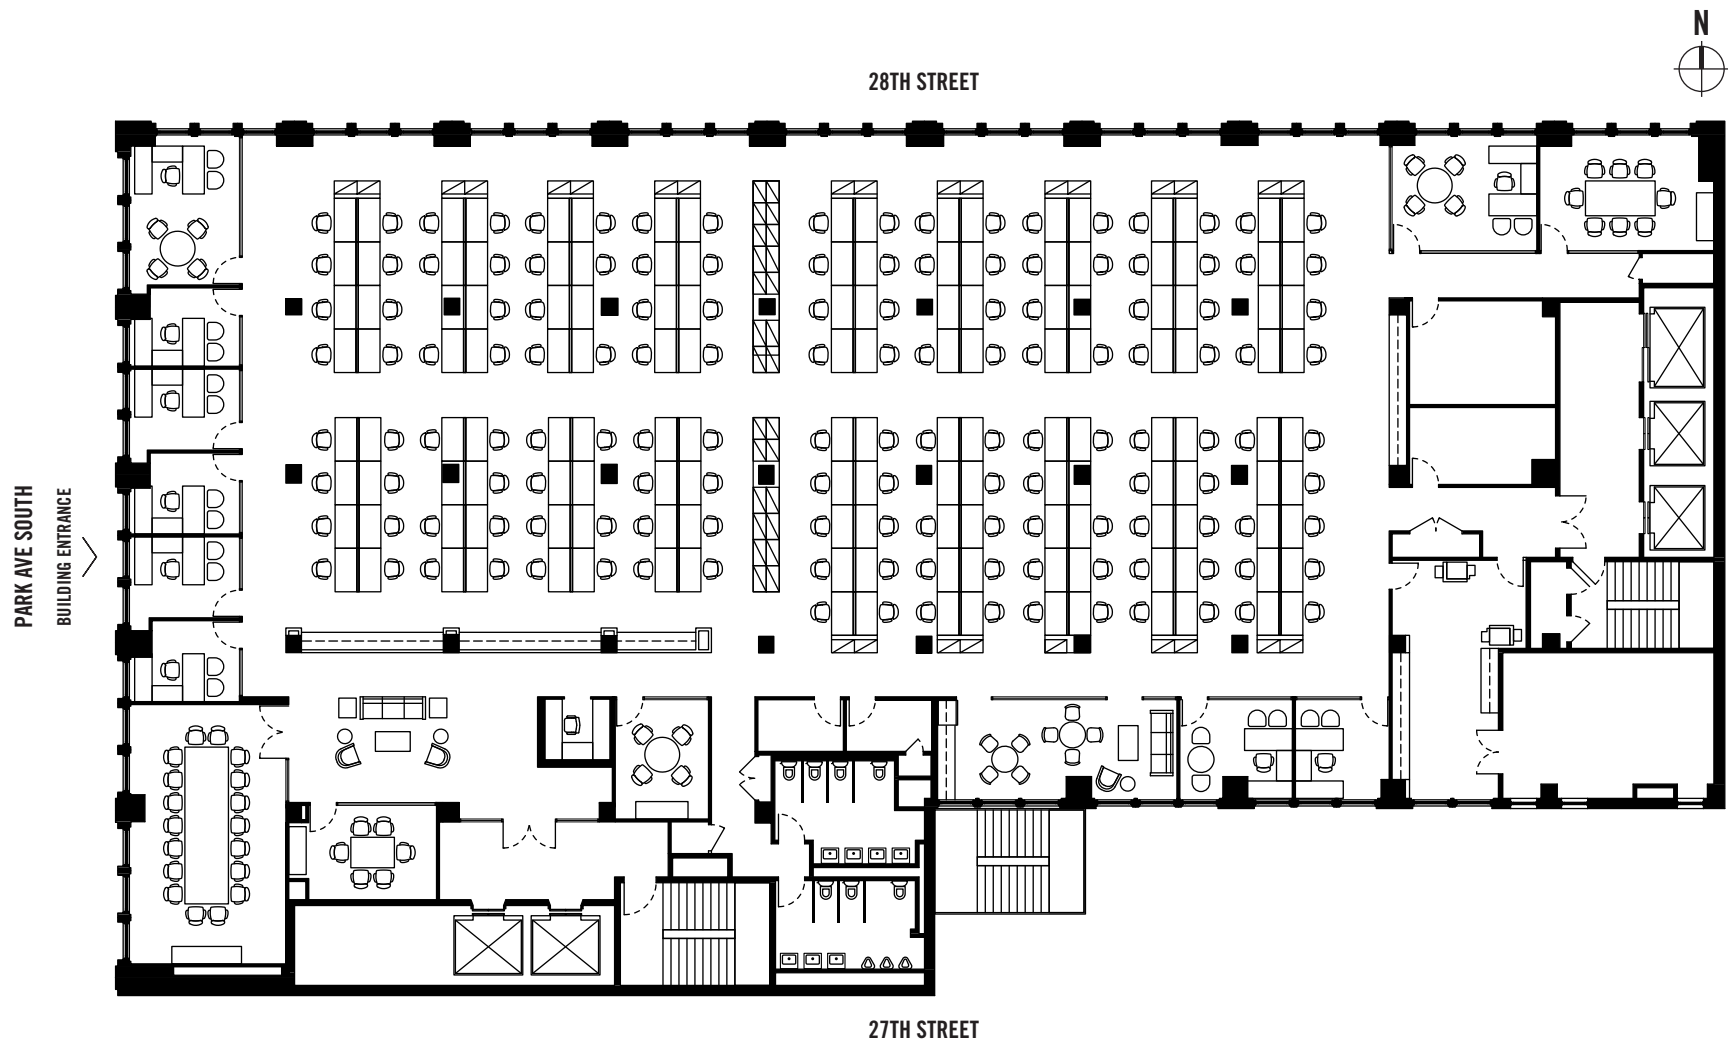 N
28TH STREET
PARK AVE SOUTH
BUILDING ENTRANCE
27TH STREET